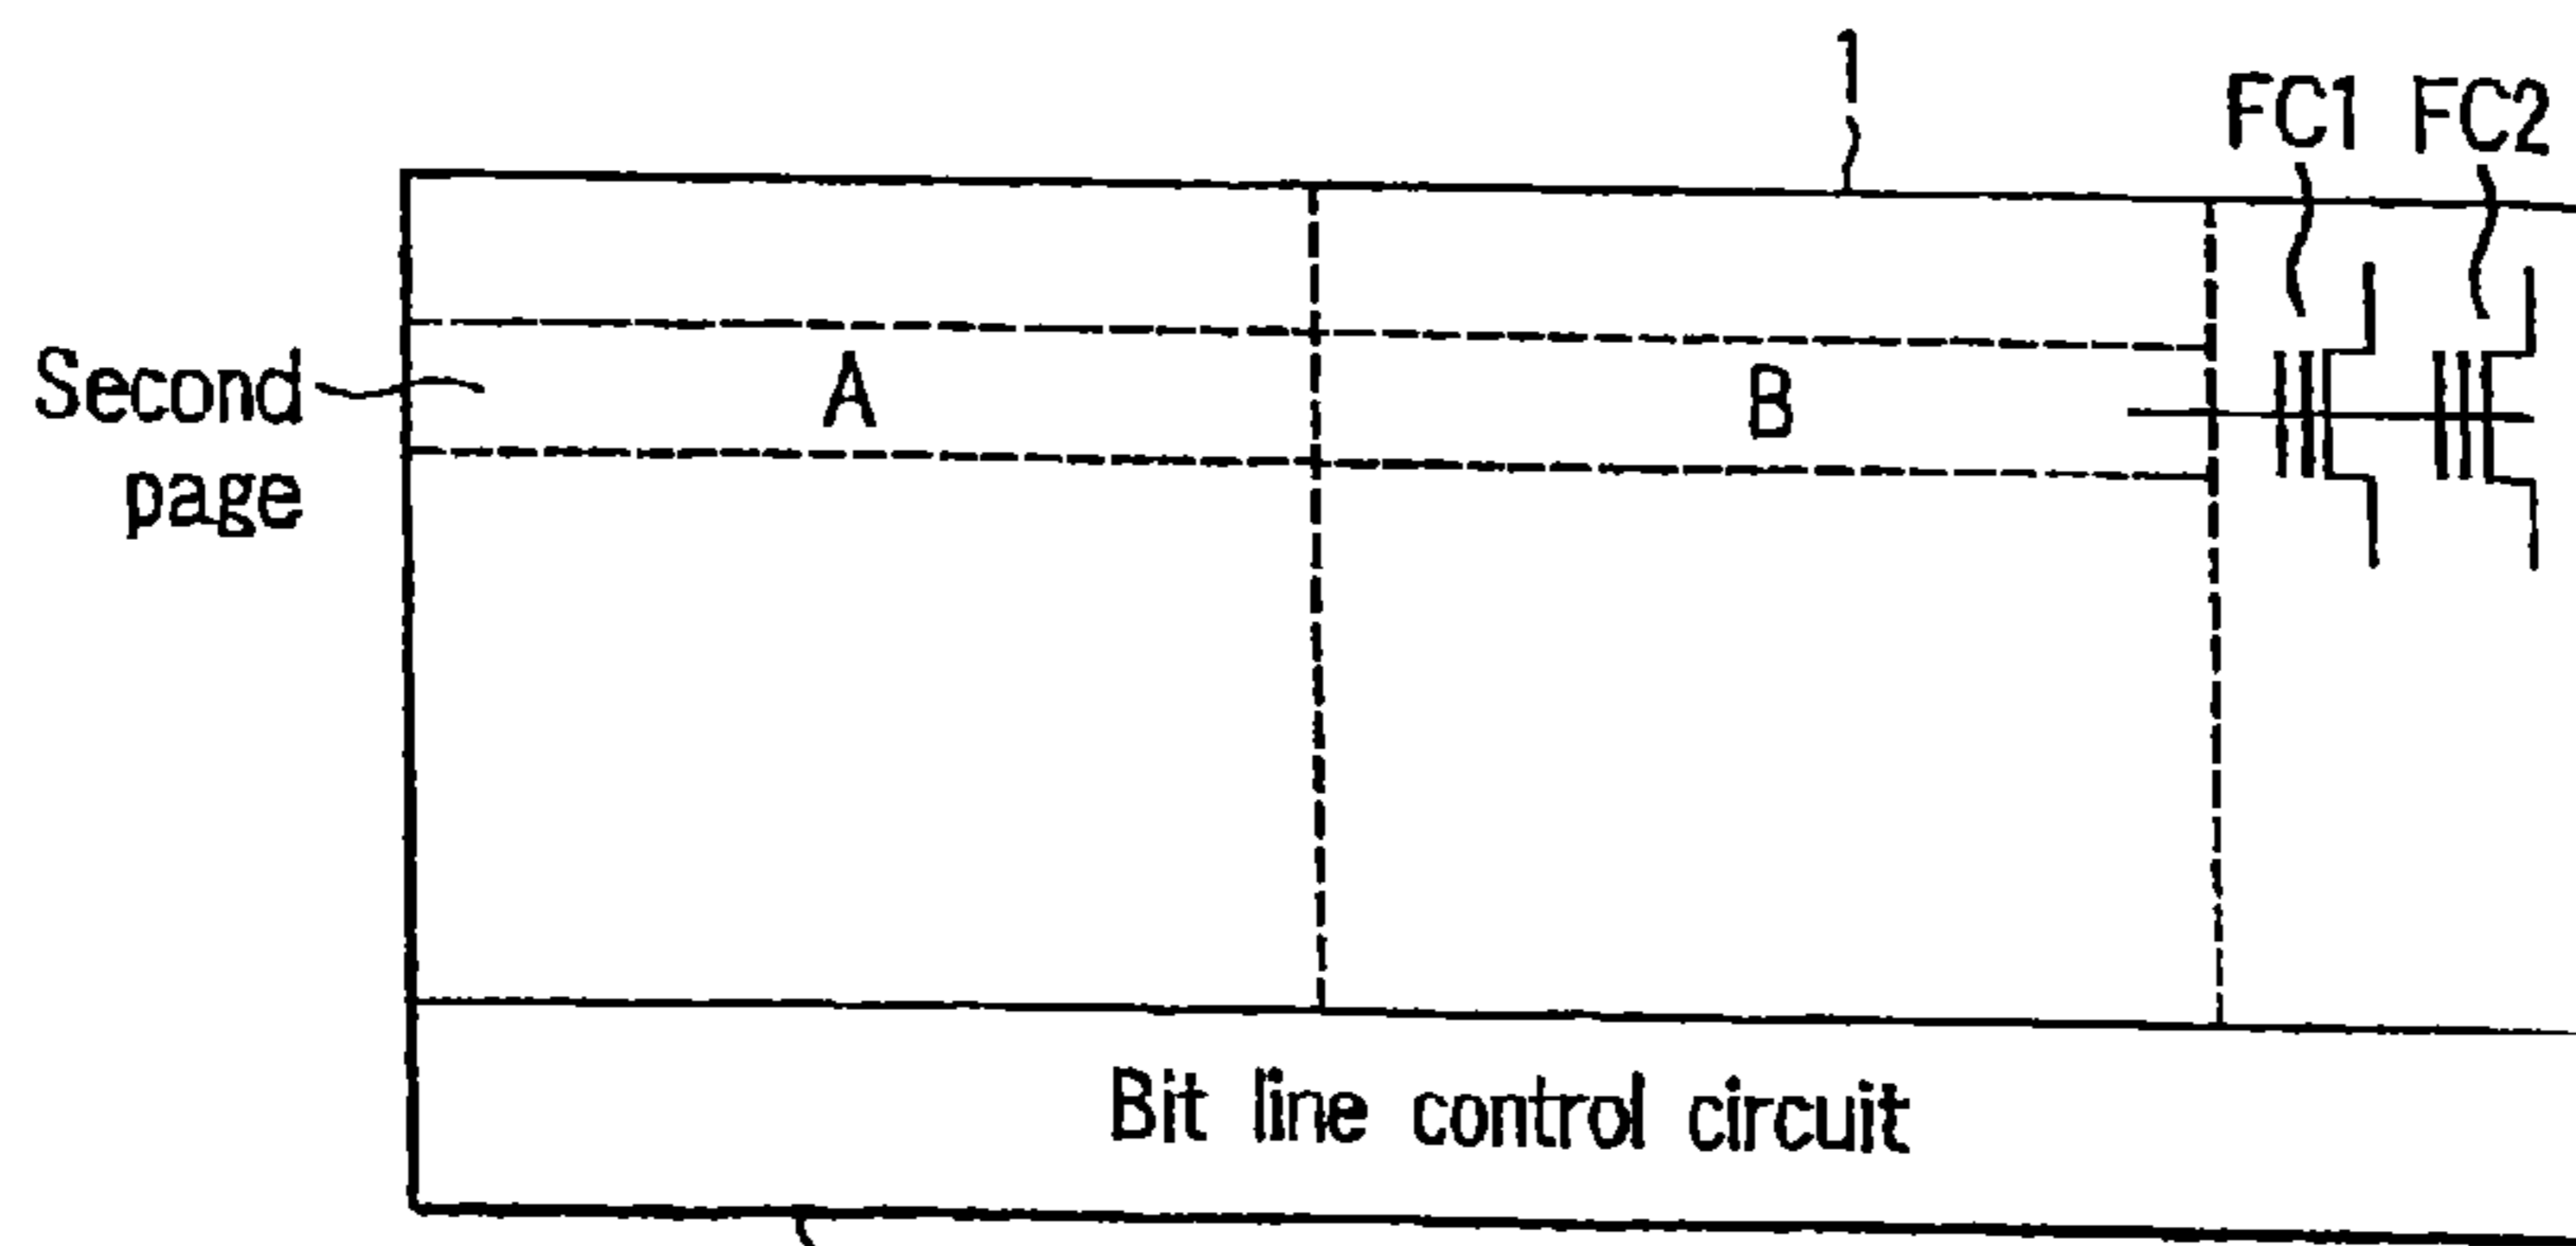 1
FC1 FC2
Second
page
A
B
Bit line control circuit